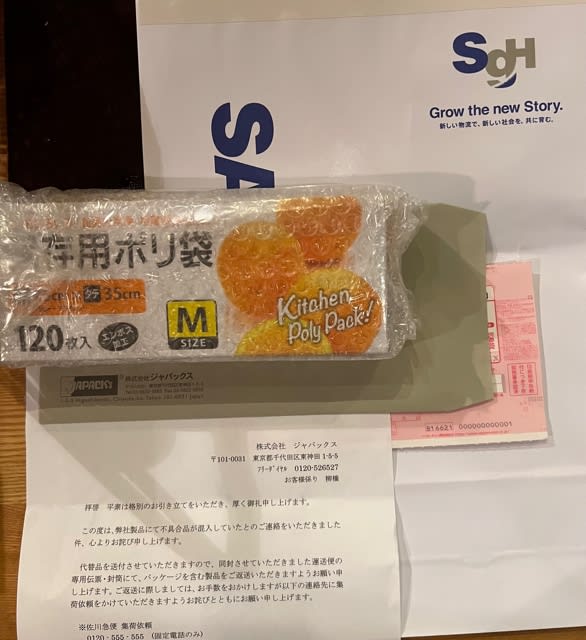 SGH
Grow the new Story.
新しい物流で、新しい社会を、共に育む。
SA
存用ポリ袋
35cm
120枚入
エンボス
加工
M
SIZE
Kitchen
Poly Pack!
JAPACK's
株式会社ジャパックス
816621 000000000001
株式会社 ジャパックス
〒101-0031 東京都千代田区東神田 1-5-5
フリーダイヤル 0120-526527
お客様係り 柳楯
拝啓 平素は格別のお引き立てをいただき、厚く御礼申し上げます。
この度は、弊社製品にて不具合品が混入していたとのご連絡をいただきました
件、心よりお詫び申し上げます。
代替品を送付させていただきますので、同封させていただきました運送便の
専用伝票・封筒にて、パッケージを含む製品をご返送いただきますようお願い申
し上げます。ご返送に際しましては、お手数をおかけしますが以下の連絡先に集
荷依頼をかけていただきますようお詫びとともにお願い申し上げます。
※佐川急便 集荷依頼
0120-555-555 (固定電話のみ)